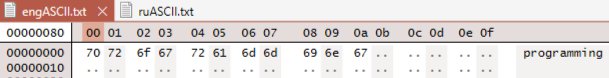 engASCII.txt ruASCII.txt
00000080 00 01 02 03 04 05 06 07 08 09 0a 0b 0c 0d 0e 0f
00000000 70 72 6f 67 72 61 6d 6d 69 6e 67 .. .. .. .. .. programming
00000010 .. .. .. .. .. .. .. .. .. .. .. .. .. .. .. ..